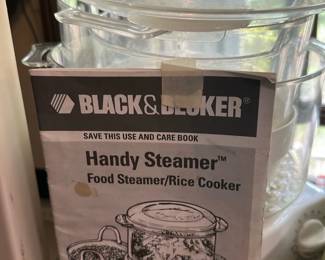 BLACK&DECKER
SAVE THIS USE AND CARE BOOK
Handy Steamer™
Food Steamer/Rice Cooker